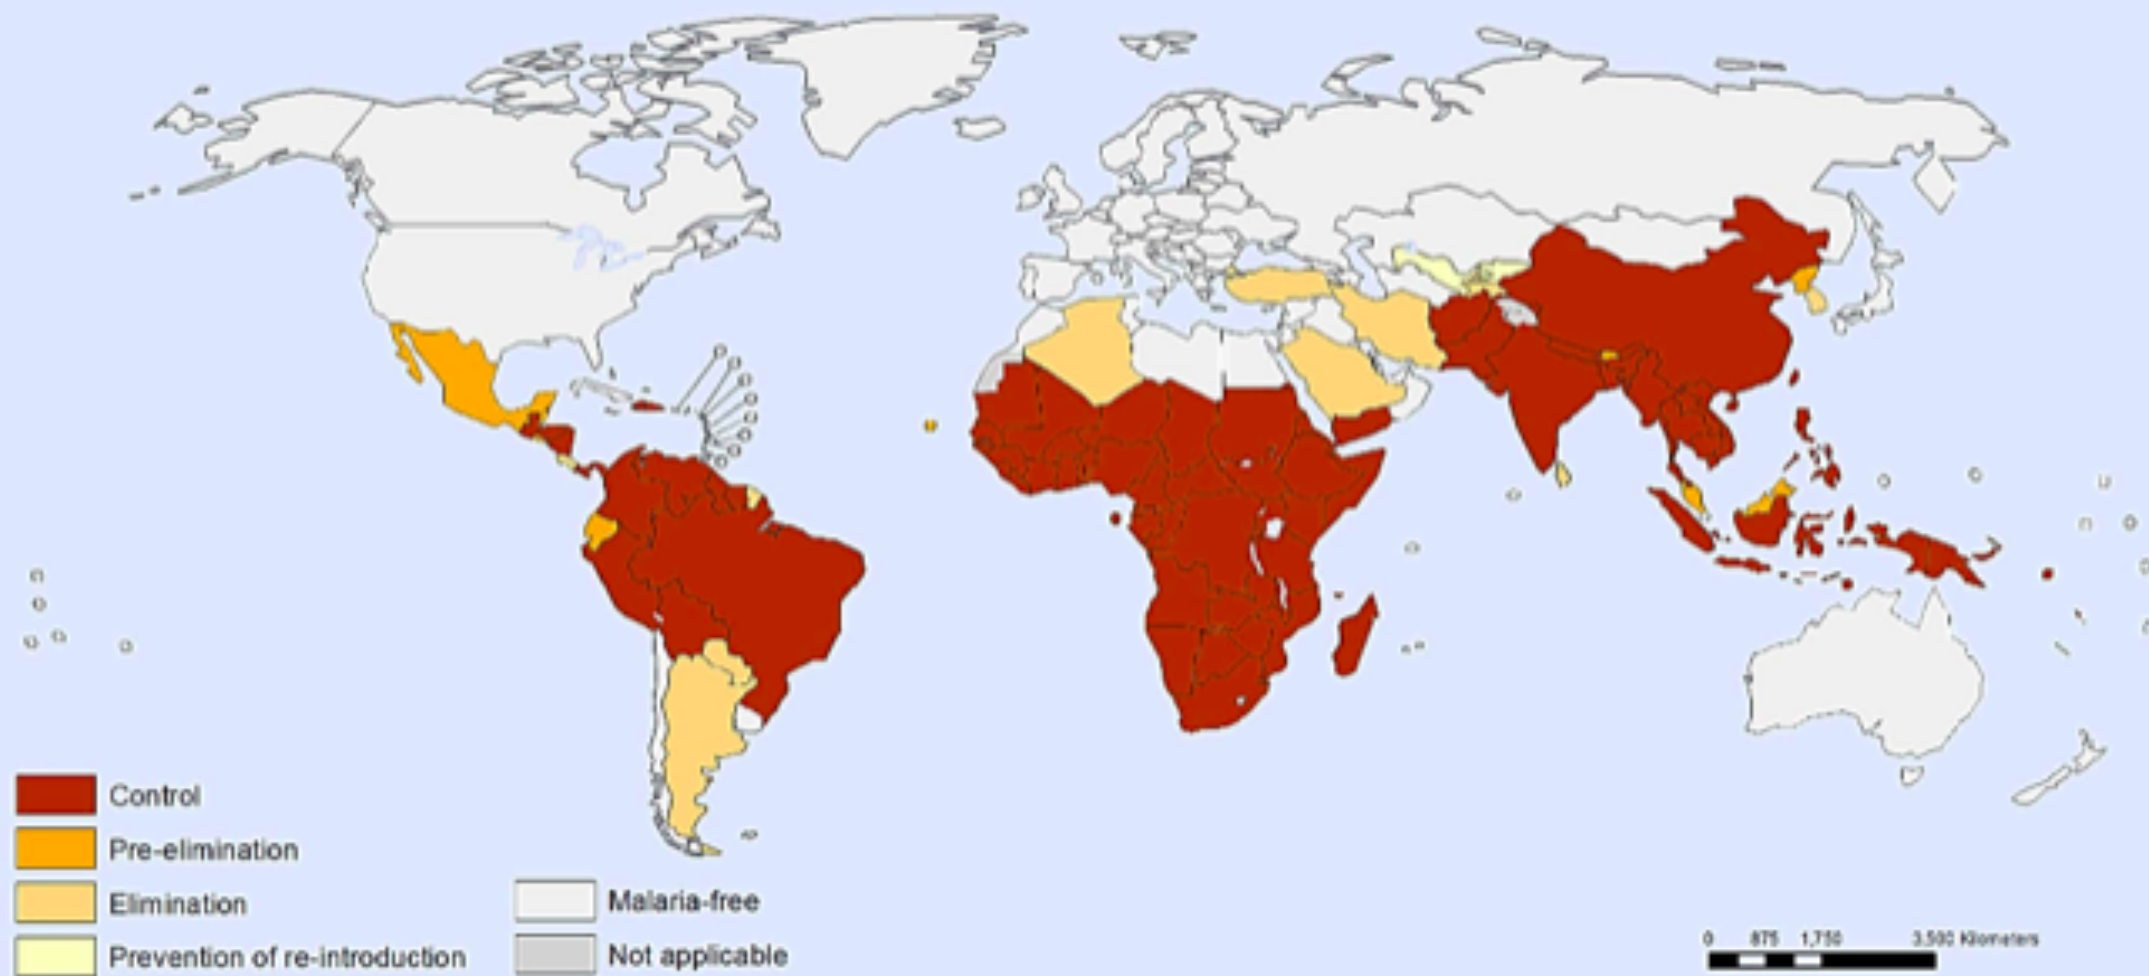 Control
Pre-elimination
Elimination
Prevention of re-introduction
Malaria-free
Not applicable
0 875 1,750 3,500 Kilometers